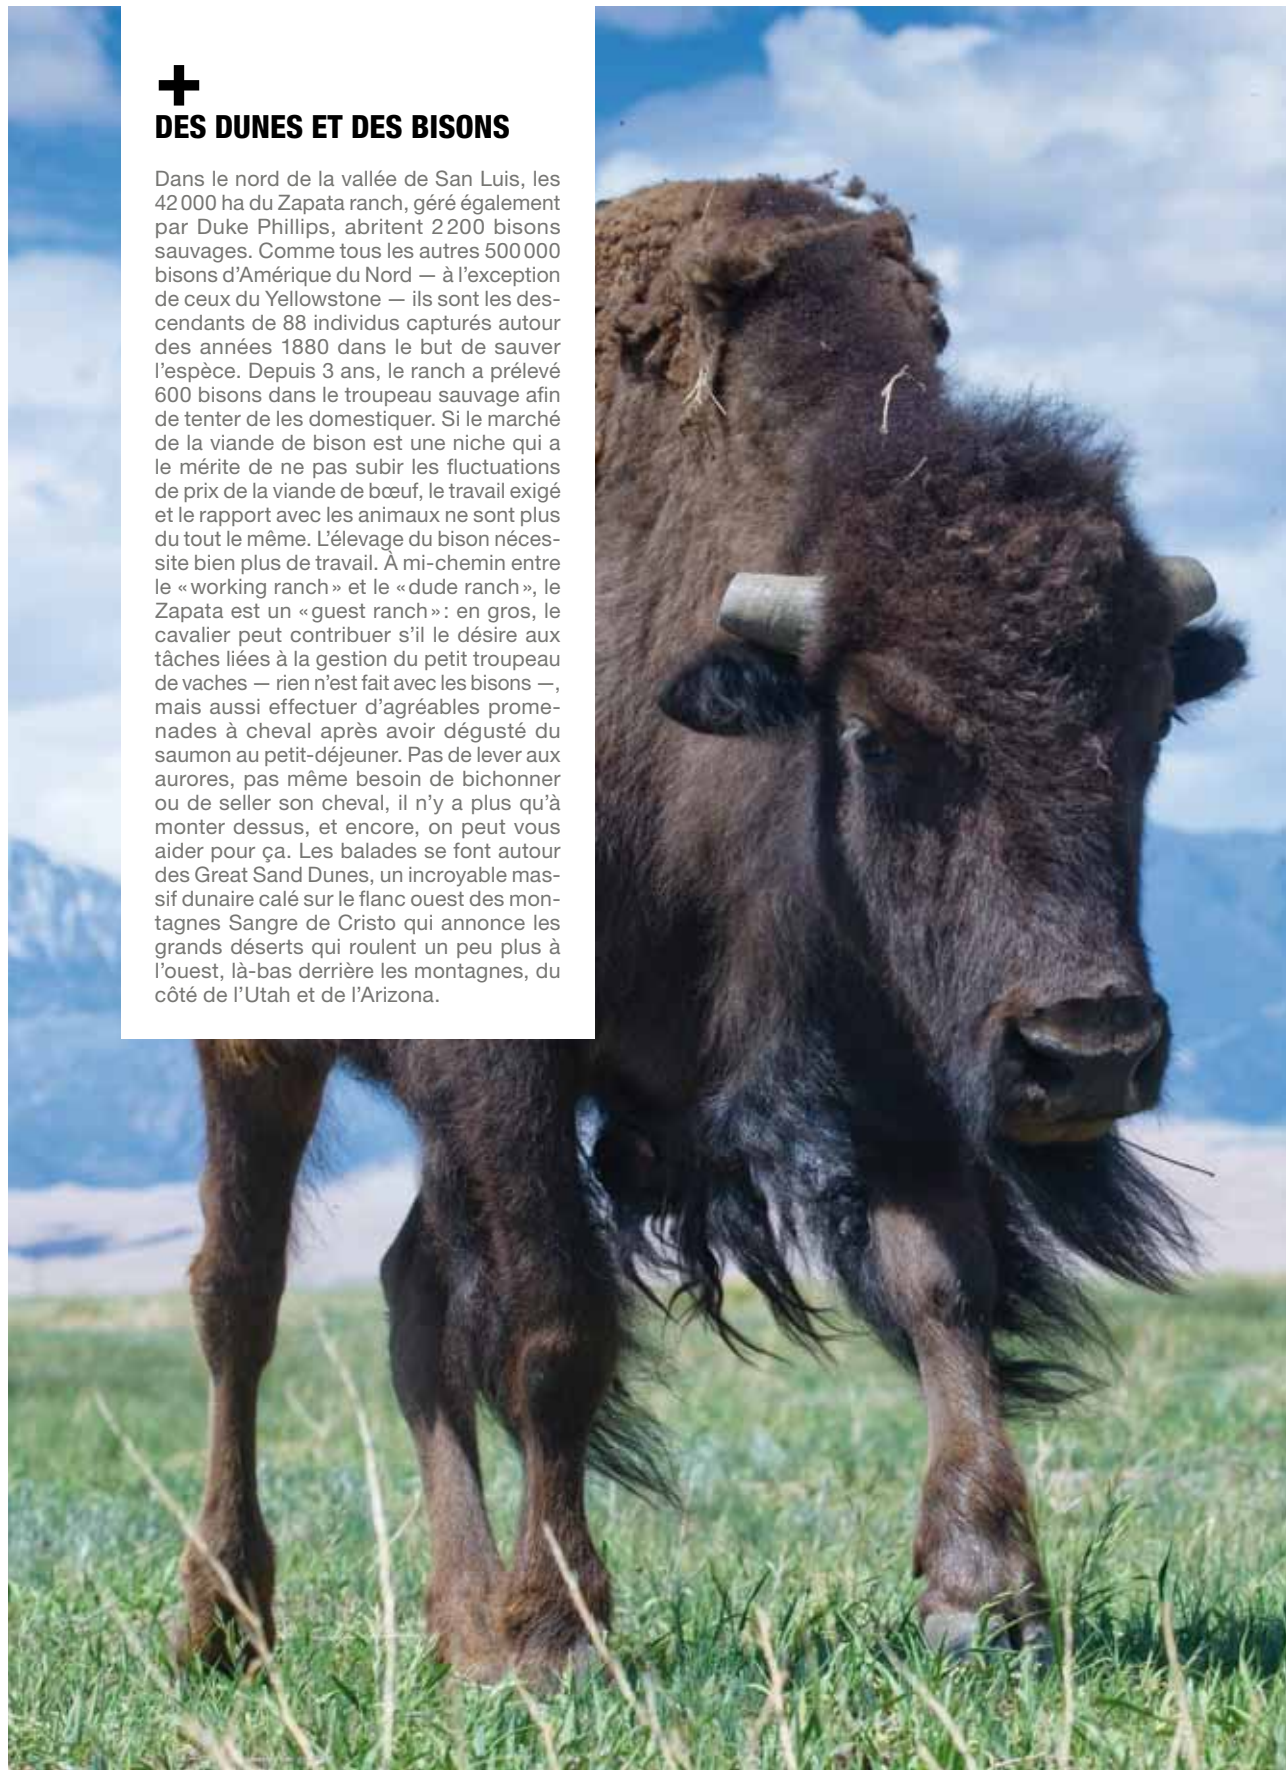 +
DES DUNES ET DES BISONS
Dans le nord de la vallée de San Luis, les
42 000 ha du Zapata ranch, géré également
par Duke Phillips, abritent 2 200 bisons
sauvages. Comme tous les autres 500 000
bisons d’Amérique du Nord — à l’exception
de ceux du Yellowstone — ils sont les des-
cendants de 88 individus capturés autour
des années 1880 dans le but de sauver
l’espèce. Depuis 3 ans, le ranch a prélevé
600 bisons dans le troupeau sauvage afin
de tenter de les domestiquer. Si le marché
de la viande de bison est une niche qui a
le mérite de ne pas subir les fluctuations
de prix de la viande de bœuf, le travail exigé
et le rapport avec les animaux ne sont plus
du tout le même. L’élevage du bison néces-
site bien plus de travail. À mi-chemin entre
le « working ranch » et le « dude ranch », le
Zapata est un « guest ranch » : en gros, le
cavalier peut contribuer s’il le désire aux
tâches liées à la gestion du petit troupeau
de vaches — rien n’est fait avec les bisons —,
mais aussi effectuer d’agréables prome-
nades à cheval après avoir dégusté du
saumon au petit-déjeuner. Pas de lever aux
aurores, pas même besoin de bichonner
ou de seller son cheval, il n’y a plus qu’à
monter dessus, et encore, on peut vous
aider pour ça. Les balades se font autour
des Great Sand Dunes, un incroyable mas-
sif dunaire calé sur le flanc ouest des mon-
tagnes Sangre de Cristo qui annonce les
grands déserts qui roulent un peu plus à
l’ouest, là-bas derrière les montagnes, du
côté de l’Utah et de l’Arizona.